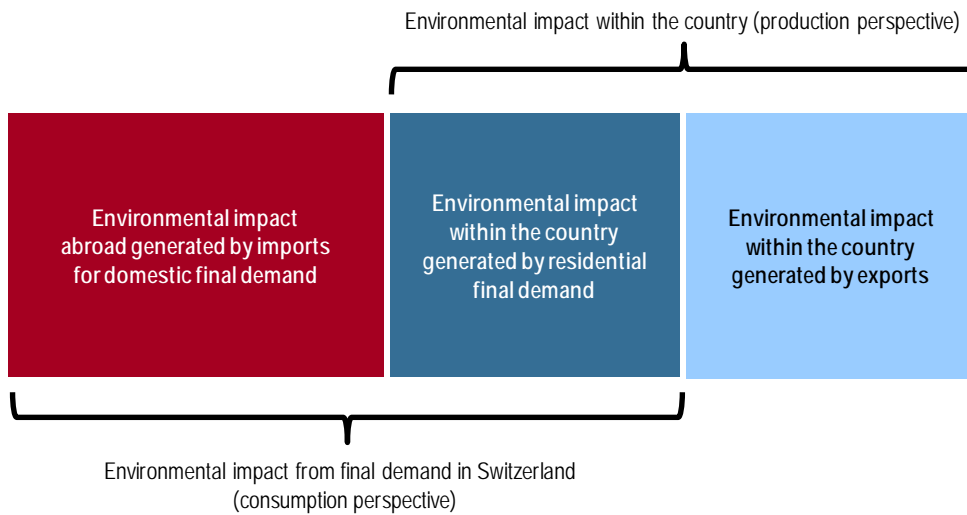 Environmental impact within the country (production perspective)
Environmental impact
abroad generated by imports
for domestic final demand
Environmental impact
within the country
generated by residential
final demand
Environmental impact
within the country
generated by exports
Environmental impact from final demand in Switzerland
(consumption perspective)